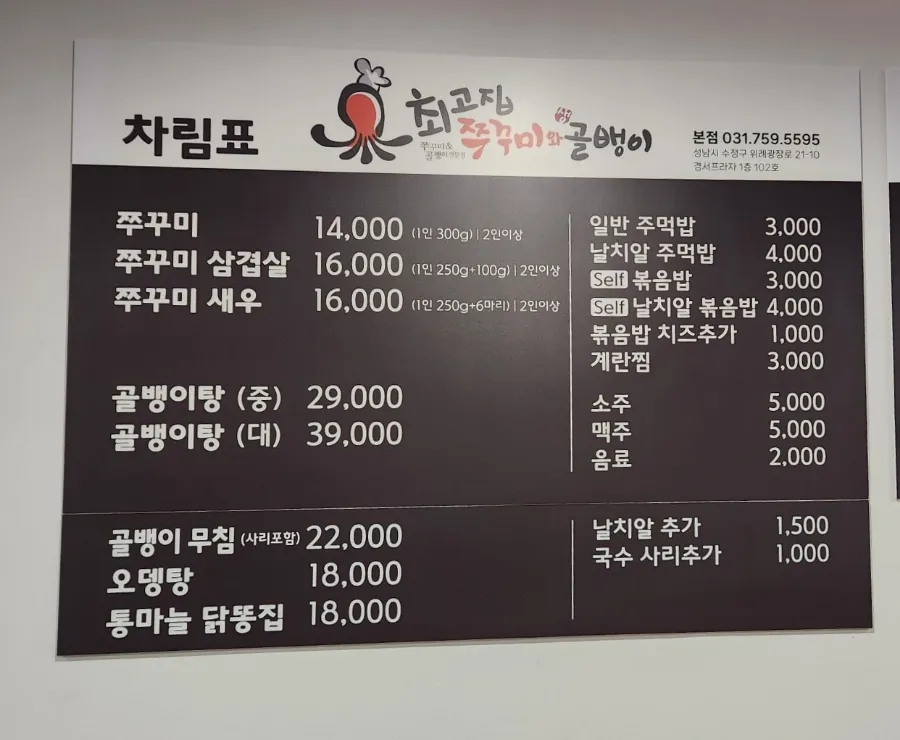 차림표
최고집
쭈꾸미와골뱅이
쭈꾸미&
본점 031.759.5595
성남시 수정구 위례광장로 21-10
경서프라자 1층 102호
쭈꾸미 14,000 (1인 300g) | 2인이상
쭈꾸미 삼겹살 16,000 (1인 250g+100g) | 2인이상
쭈꾸미 새우 16,000 (1인 250g+6마리) | 2인이상
골뱅이탕 (중) 29,000
골뱅이탕 (대) 39,000
일반 주먹밥 3,000
날치알 주먹밥 4,000
Self 볶음밥 3,000
Self 날치알 볶음밥 4,000
볶음밥 치즈추가 1,000
계란찜 3,000
소주 5,000
맥주 5,000
음료 2,000
골뱅이 무침 (사리포함) 22,000
오뎅탕 18,000
통마늘 닭똥집 18,000
날치알 추가 1,500
국수 사리추가 1,000